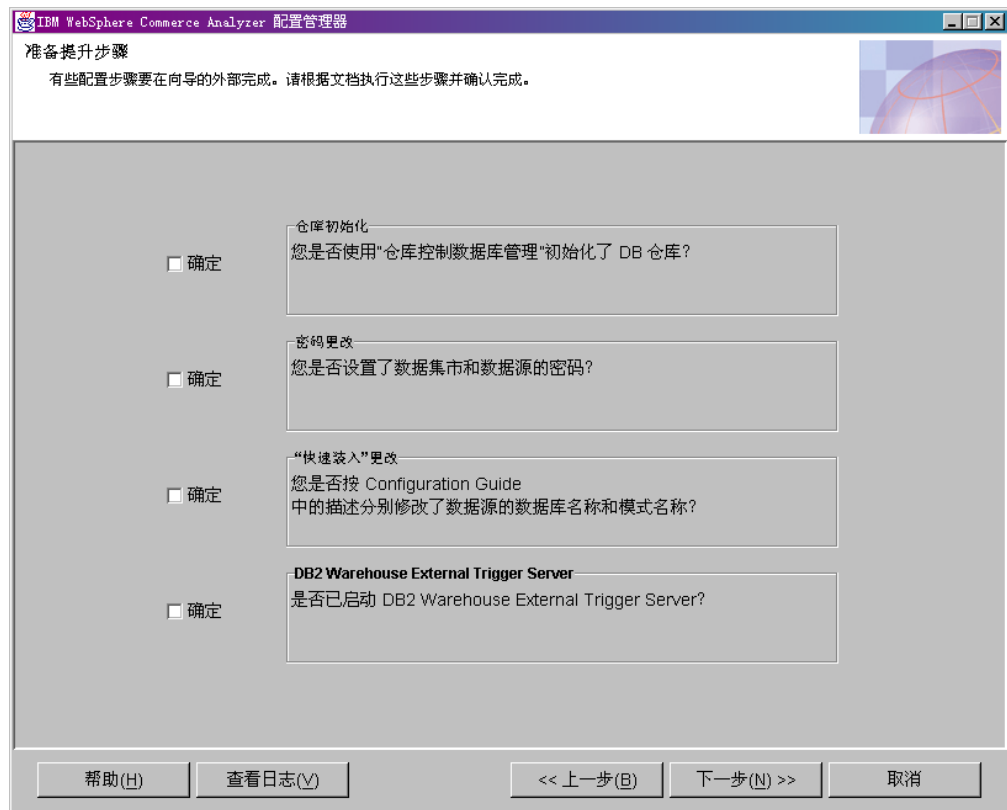 IBM WebSphere Commerce Analyzer 配置管理器
准备提升步骤
有些配置步骤要在向导的外部完成。请根据文档执行这些步骤并确认完成。
仓库初始化
确定
您是否使用"仓库控制数据库管理"初始化了 DB 仓库?
密码更改
确定
您是否设置了数据集市和数据源的密码?
“快速装入”更改
确定
您是否按 Configuration Guide
中的描述分别修改了数据源的数据库名称和模式名称?
DB2 Warehouse External Trigger Server
确定
是否已启动 DB2 Warehouse External Trigger Server?
帮助(H) 查看日志(V) << 上一步(B) 下一步(N) >> 取消